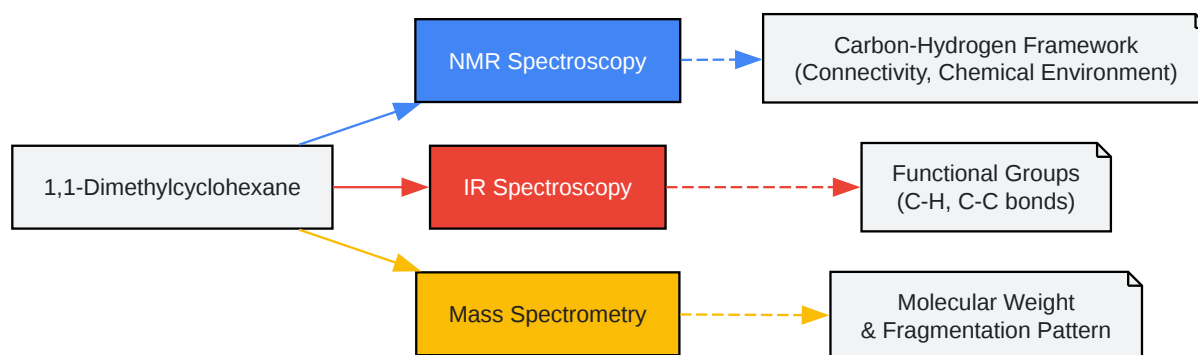 NMR Spectroscopy
Carbon-Hydrogen Framework
(Connectivity, Chemical Environment)
1,1-Dimethylcyclohexane
IR Spectroscopy
Functional Groups
(C-H, C-C bonds)
Mass Spectrometry
Molecular Weight
& Fragmentation Pattern